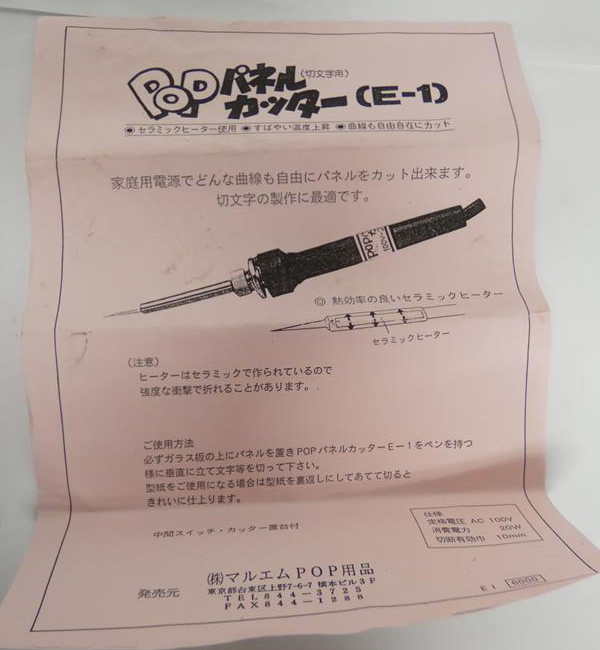 POPパネルカッター(E-1)
(切文字用)
◉セラミックヒーター使用 ◉すばやい温度上昇 ◉曲線も自由自在にカット
家庭用電源でどんな曲線も自由にパネルをカット出来ます。
切文字の製作に最適です。
POP
100V
◎ 熱効率の良いセラミックヒーター
セラミックヒーター
(注意)
ヒーターはセラミックで作られているので
強度な衝撃で折れることがあります。
ご使用方法
必ずガラス板の上にパネルを置きPOPパネルカッターE−1をペンを持つ
様に垂直に立て文字等を切って下さい。
型紙をご使用になる場合は型紙を裏返しにしてあてて切ると
きれいに仕上ります。
中間スイッチ・カッター置台付
仕様
定格電圧 AC 100V
消費電力 20W
切断有効巾 10mm
発売元
(株)マルエムPOP用品
東京都台東区上野7-6-7 橋本ビル3F
TEL844−3725
FAX844−1288
E1 6000